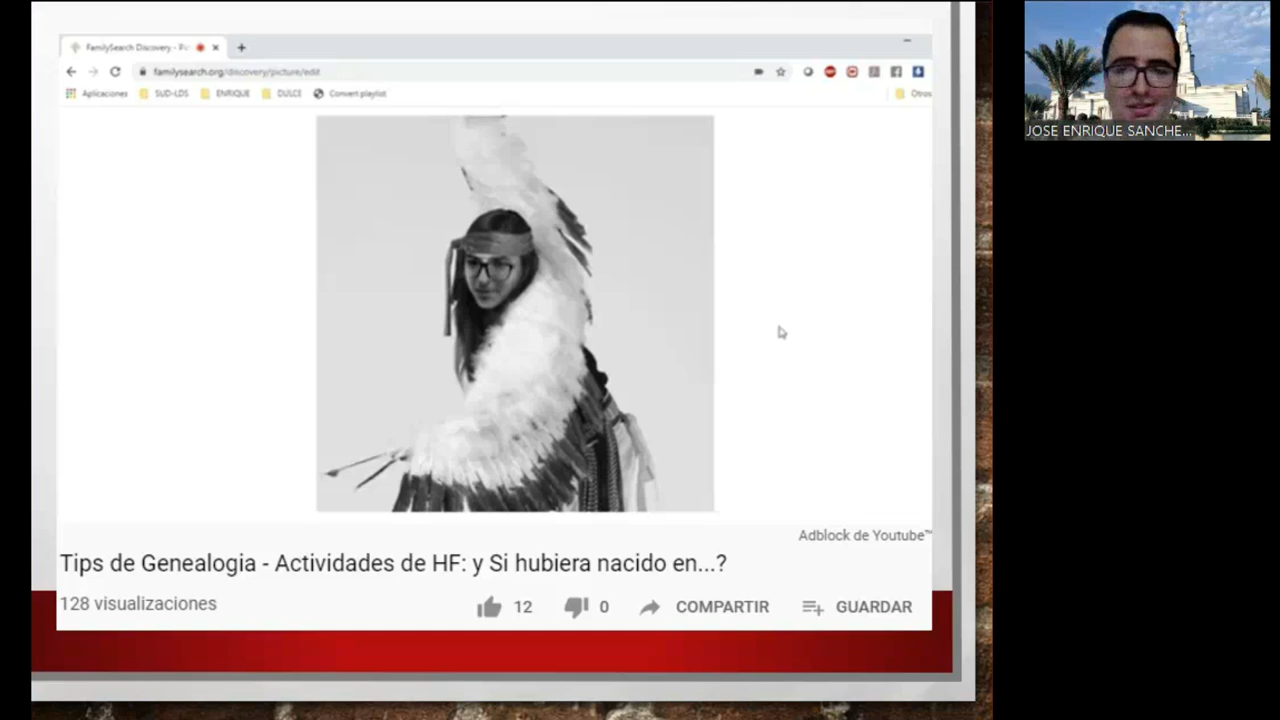 FamilySearch Discovery - Pi
familysearch.org/discovery/picture/edit
Aplicaciones SUD-LDS ENRIQUE DULCE Convert playlist Otros
JOSE ENRIQUE SANCHE...
Adblock de Youtube™
Tips de Genealogia - Actividades de HF: y Si hubiera nacido en...?
128 visualizaciones 12 0 COMPARTIR GUARDAR